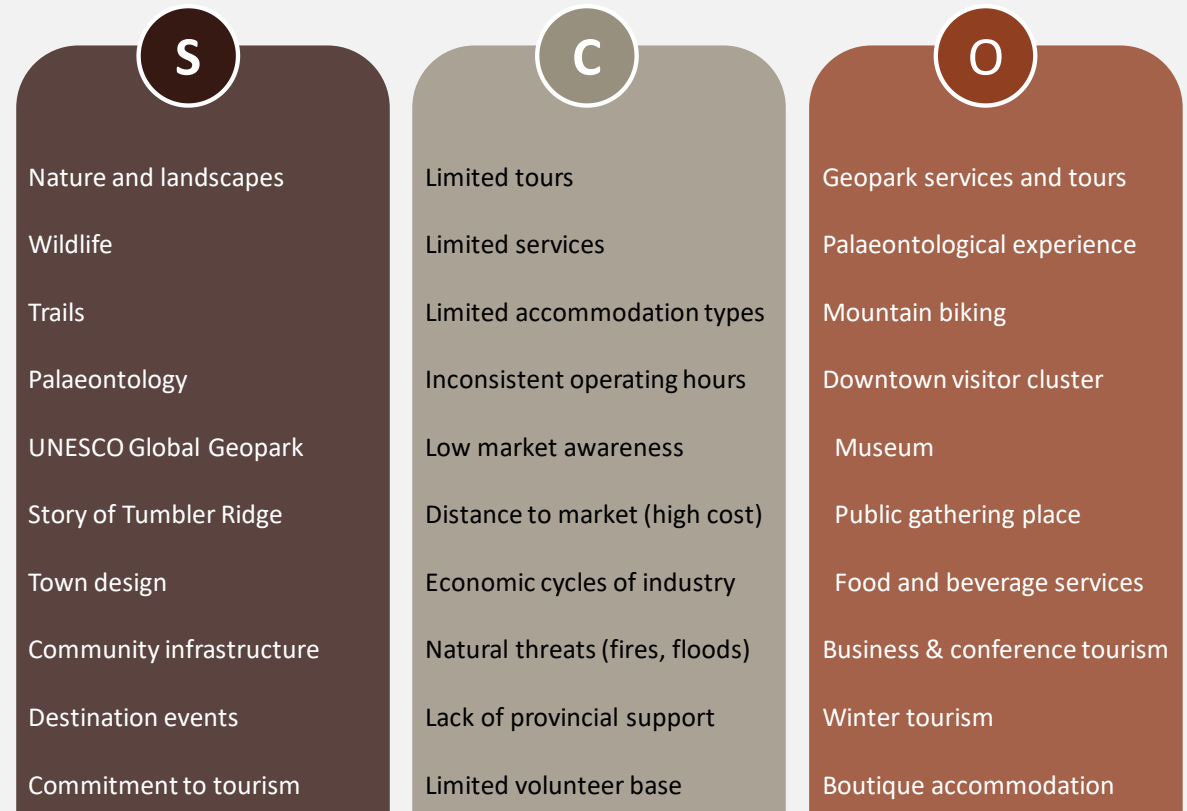 S
Nature and landscapes
Wildlife
Trails
Palaeontology
UNESCO Global Geopark
Story of Tumbler Ridge
Town design
Community infrastructure
Destination events
Commitment to tourism
C
Limited tours
Limited services
Limited accommodation types
Inconsistent operating hours
Low market awareness
Distance to market (high cost)
Economic cycles of industry
Natural threats (fires, floods)
Lack of provincial support
Limited volunteer base
O
Geopark services and tours
Palaeontological experience
Mountain biking
Downtown visitor cluster
Museum
Public gathering place
Food and beverage services
Business & conference tourism
Winter tourism
Boutique accommodation